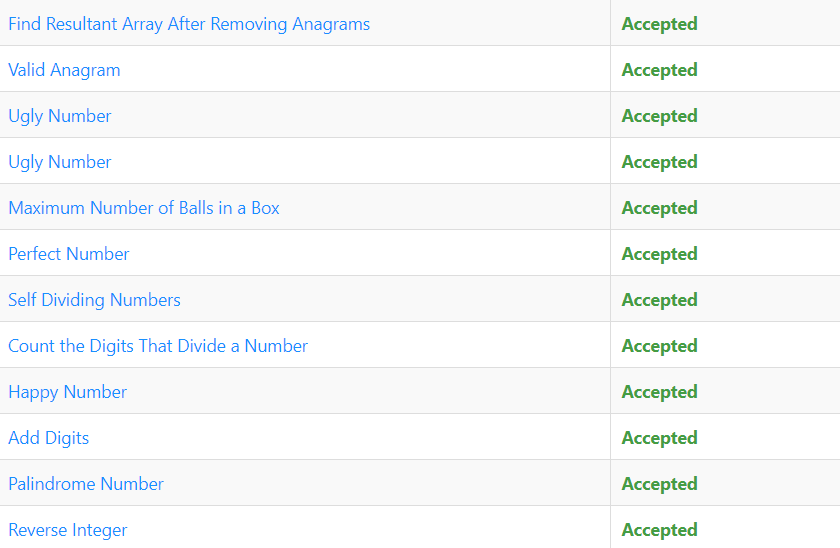 Find Resultant Array After Removing Anagrams Accepted
Valid Anagram Accepted
Ugly Number Accepted
Ugly Number Accepted
Maximum Number of Balls in a Box Accepted
Perfect Number Accepted
Self Dividing Numbers Accepted
Count the Digits That Divide a Number Accepted
Happy Number Accepted
Add Digits Accepted
Palindrome Number Accepted
Reverse Integer Accepted